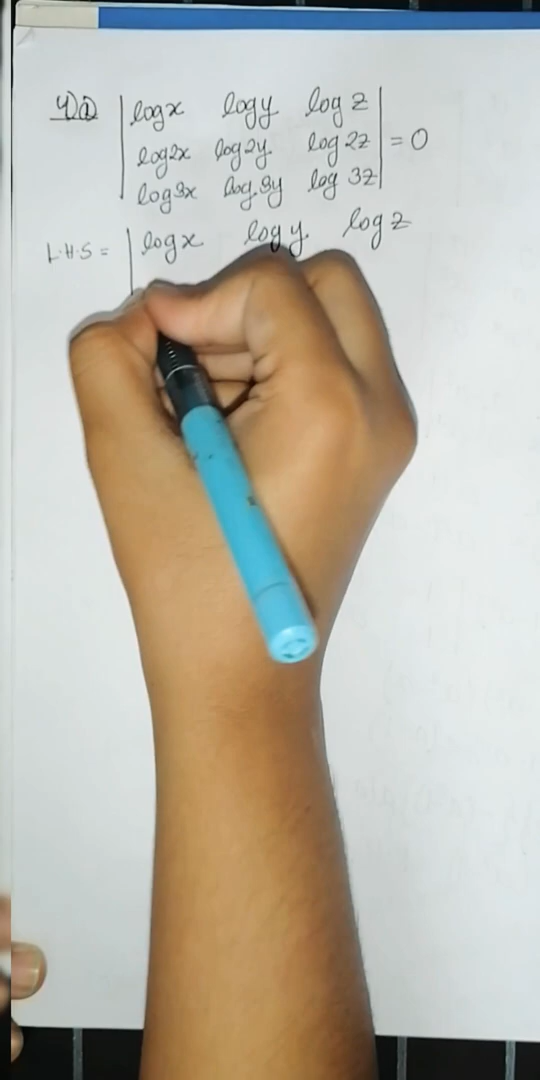 4)a) | log x log y log z |
| log 2x log 2y log 2z | = 0
| log 3x log 3y log 3z |
L.H.S = | log x log y log z